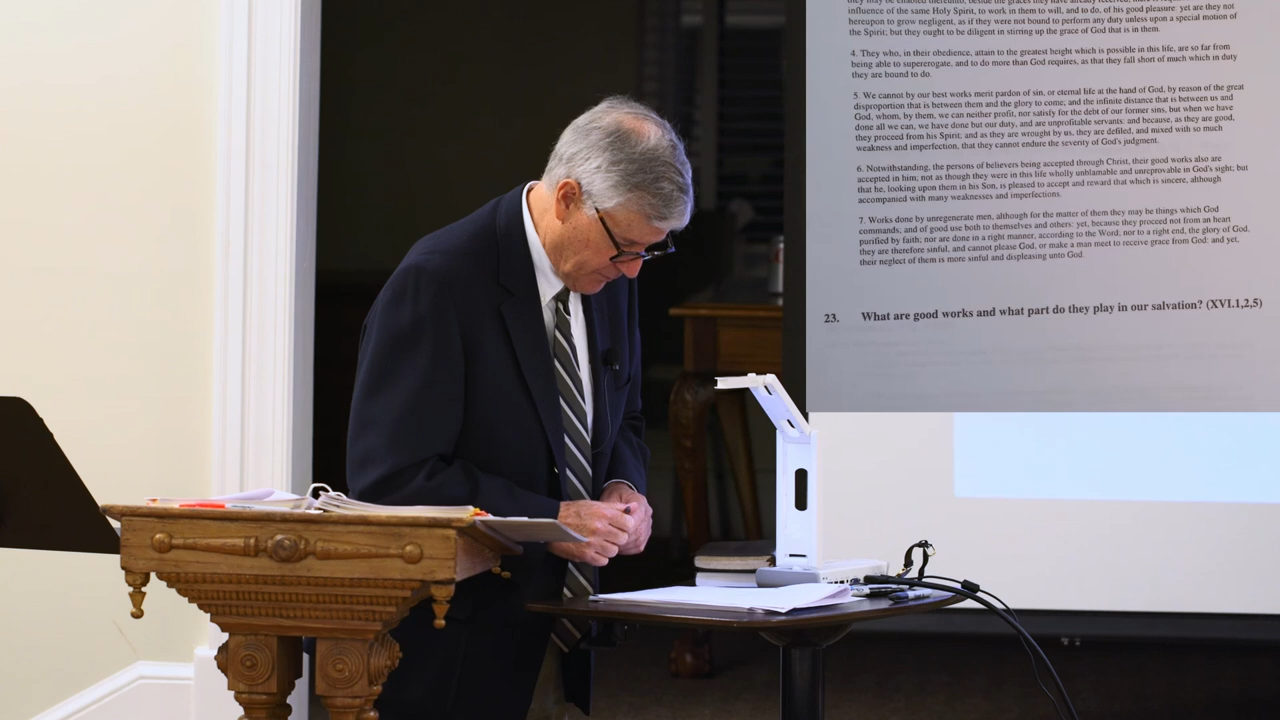 they may be enabled thereunto, beside the graces they have already received, there is
influence of the same Holy Spirit, to work in them to will, and to do, of his good pleasure: yet are they not
hereupon to grow negligent, as if they were not bound to perform any duty unless upon a special motion of
the Spirit; but they ought to be diligent in stirring up the grace of God that is in them.
4. They who, in their obedience, attain to the greatest height which is possible in this life, are so far from
being able to supererogate, and to do more than God requires, as that they fall short of much which in duty
they are bound to do.
5. We cannot by our best works merit pardon of sin, or eternal life at the hand of God, by reason of the great
disproportion that is between them and the glory to come; and the infinite distance that is between us and
God, whom, by them, we can neither profit, nor satisfy for the debt of our former sins, but when we have
done all we can, we have done but our duty, and are unprofitable servants: and because, as they are good,
they proceed from his Spirit; and as they are wrought by us, they are defiled, and mixed with so much
weakness and imperfection, that they cannot endure the severity of God's judgment.
6. Notwithstanding, the persons of believers being accepted through Christ, their good works also are
accepted in him; not as though they were in this life wholly unblamable and unreprovable in God's sight; but
that he, looking upon them in his Son, is pleased to accept and reward that which is sincere, although
accompanied with many weaknesses and imperfections.
7. Works done by unregenerate men, although for the matter of them they may be things which God
commands; and of good use both to themselves and others: yet, because they proceed not from an heart
purified by faith; nor are done in a right manner, according to the Word; nor to a right end, the glory of God,
they are therefore sinful, and cannot please God, or make a man meet to receive grace from God: and yet,
their neglect of them is more sinful and displeasing unto God.
23. What are good works and what part do they play in our salvation? (XVI.1,2,5)